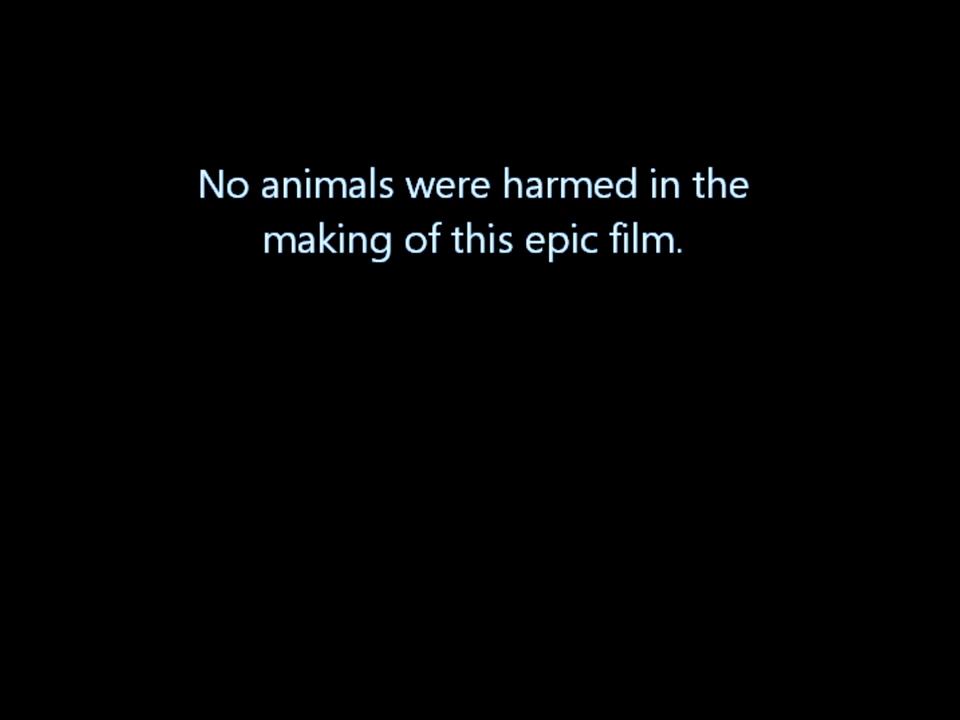 No animals were harmed in the
making of this epic film.